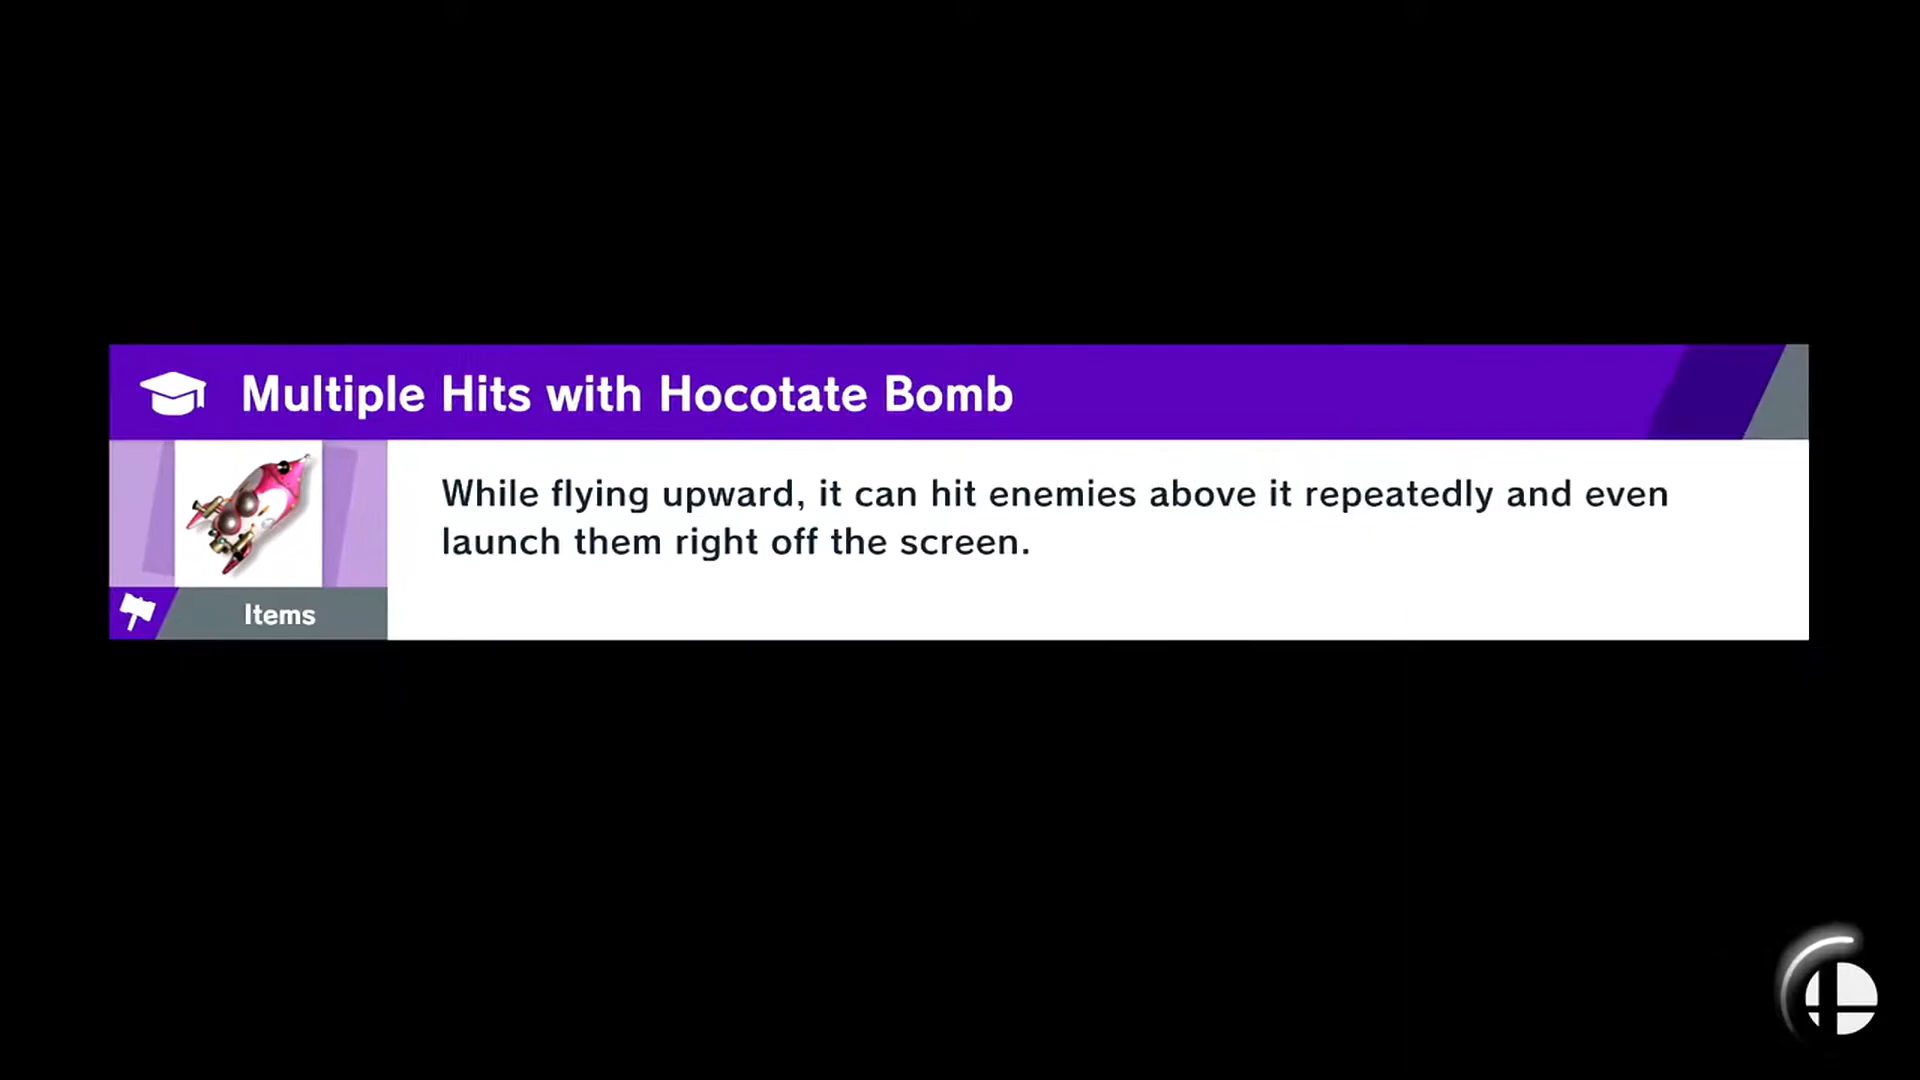 Multiple Hits with Hocotate Bomb
While flying upward, it can hit enemies above it repeatedly and even
launch them right off the screen.
Items